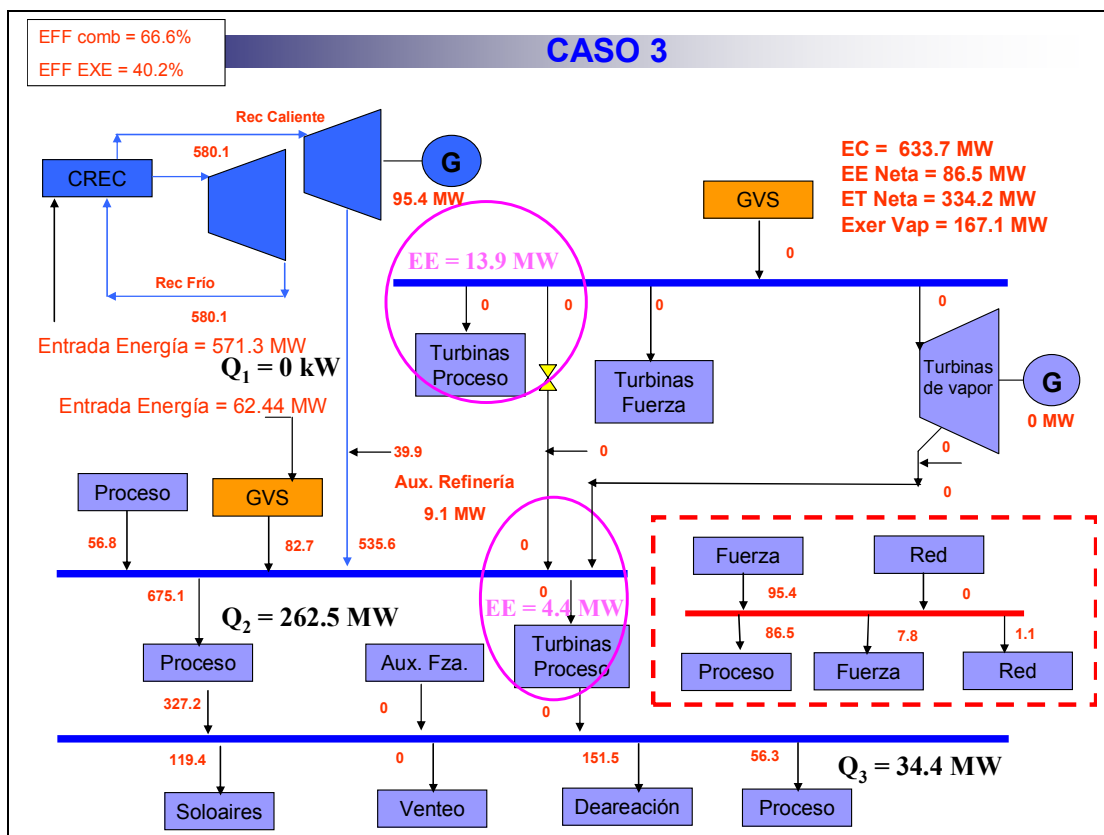 EFF comb = 66.6%
EFF EXE = 40.2%
CASO 3
Rec Caliente
580.1
CREC
G
95.4 MW
Rec Frío
580.1
Entrada Energía = 571.3 MW
Q1 = 0 kW
Entrada Energía = 62.44 MW
EC = 633.7 MW
EE Neta = 86.5 MW
ET Neta = 334.2 MW
Exer Vap = 167.1 MW
GVS
0
EE = 13.9 MW
0
0
0
0
Turbinas
Proceso
Turbinas
Fuerza
Turbinas
de vapor
G
0 MW
39.9
0
0
0
Aux. Refinería
9.1 MW
Proceso
GVS
56.8
82.7
535.6
0
675.1
Q2 = 262.5 MW
0
EE = 4.4 MW
Proceso
Aux. Fza.
Turbinas
Proceso
327.2
0
0
Fuerza
Red
95.4
0
86.5
7.8
1.1
Proceso
Fuerza
Red
119.4
0
151.5
56.3
Q3 = 34.4 MW
Soloaires
Venteo
Deareación
Proceso